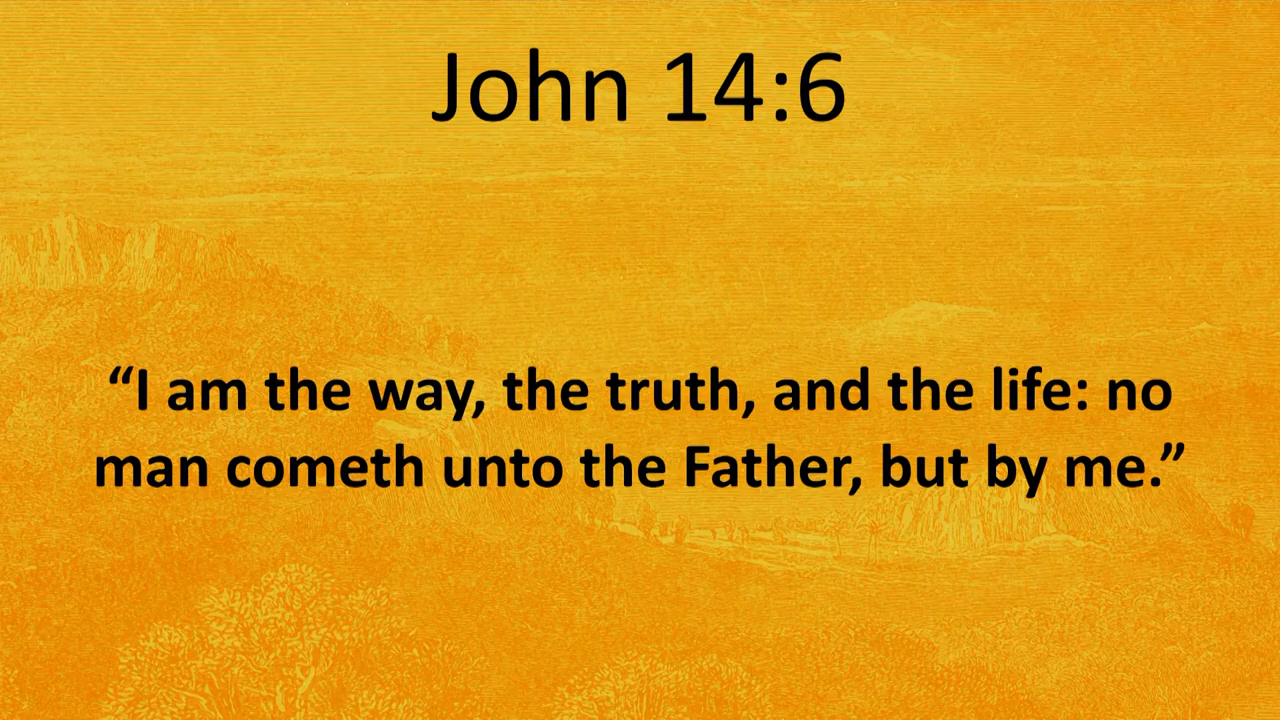 John 14:6
“I am the way, the truth, and the life: no
man cometh unto the Father, but by me.”